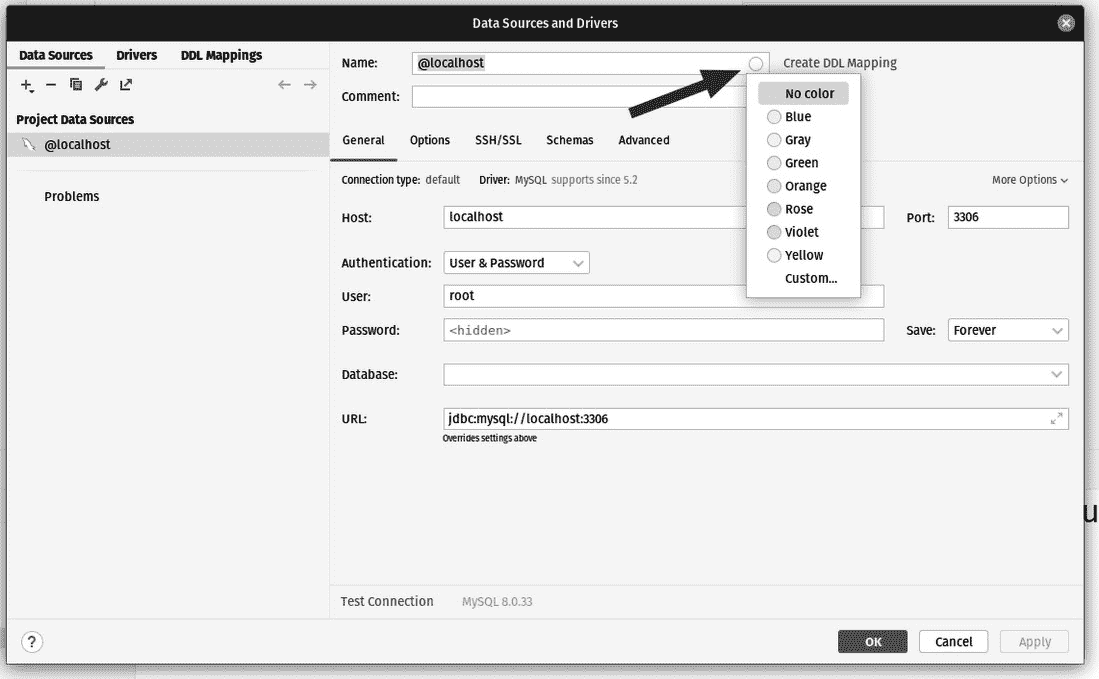 Data Sources and Drivers
Data Sources Drivers DDL Mappings
Project Data Sources
@localhost
Problems
Name: @localhost Create DDL Mapping
Comment:
No color
Blue
Gray
Green
Orange
Rose
Violet
Yellow
Custom...
General Options SSH/SSL Schemas Advanced
Connection type: default Driver: MySQL supports since 5.2 More Options
Host: localhost Port: 3306
Authentication: User & Password
User: root
Password: <hidden> Save: Forever
Database:
URL: jdbc:mysql://localhost:3306
Overrides settings above
u
Test Connection MySQL 8.0.33
? OK Cancel Apply